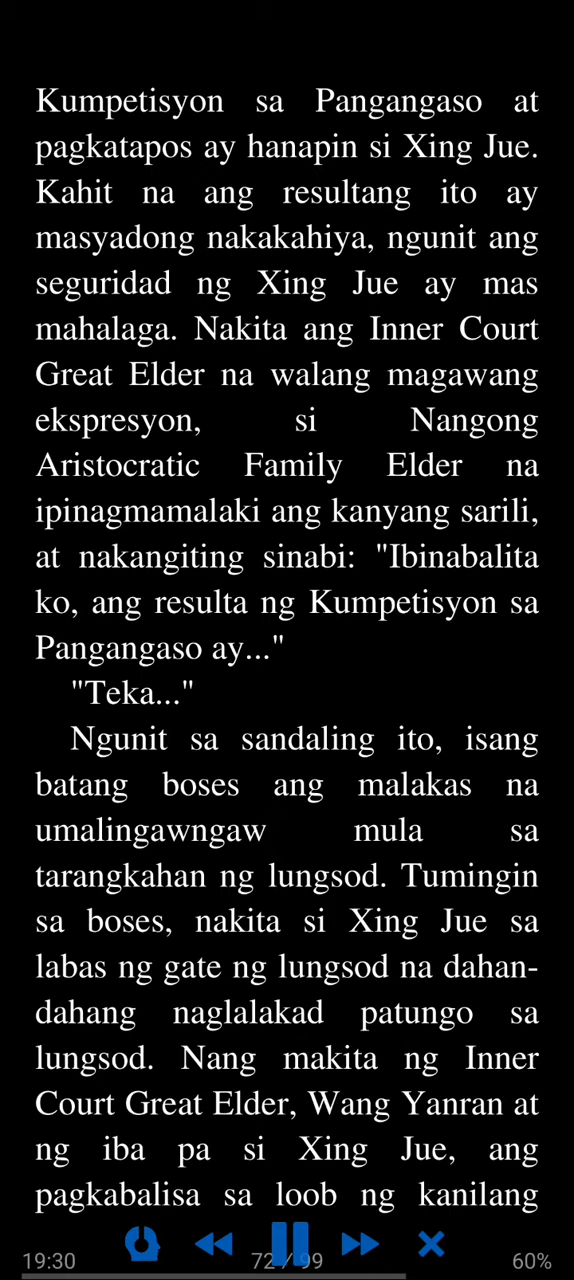 Kumpetisyon sa Pangangaso at
pagkatapos ay hanapin si Xing Jue.
Kahit na ang resultang ito ay
masyadong nakakahiya, ngunit ang
seguridad ng Xing Jue ay mas
mahalaga. Nakita ang Inner Court
Great Elder na walang magawang
ekspresyon, si Nangong
Aristocratic Family Elder na
ipinagmamalaki ang kanyang sarili,
at nakangiting sinabi: "Ibinabalita
ko, ang resulta ng Kumpetisyon sa
Pangangaso ay..."
"Teka..."
Ngunit sa sandaling ito, isang
batang boses ang malakas na
umalingawngaw mula sa
tarangkahan ng lungsod. Tumingin
sa boses, nakita si Xing Jue sa
labas ng gate ng lungsod na dahan-
dahang naglalakad patungo sa
lungsod. Nang makita ng Inner
Court Great Elder, Wang Yanran at
ng iba pa si Xing Jue, ang
pagkabalisa sa loob ng kanilang
19:30 72 / 99 60%